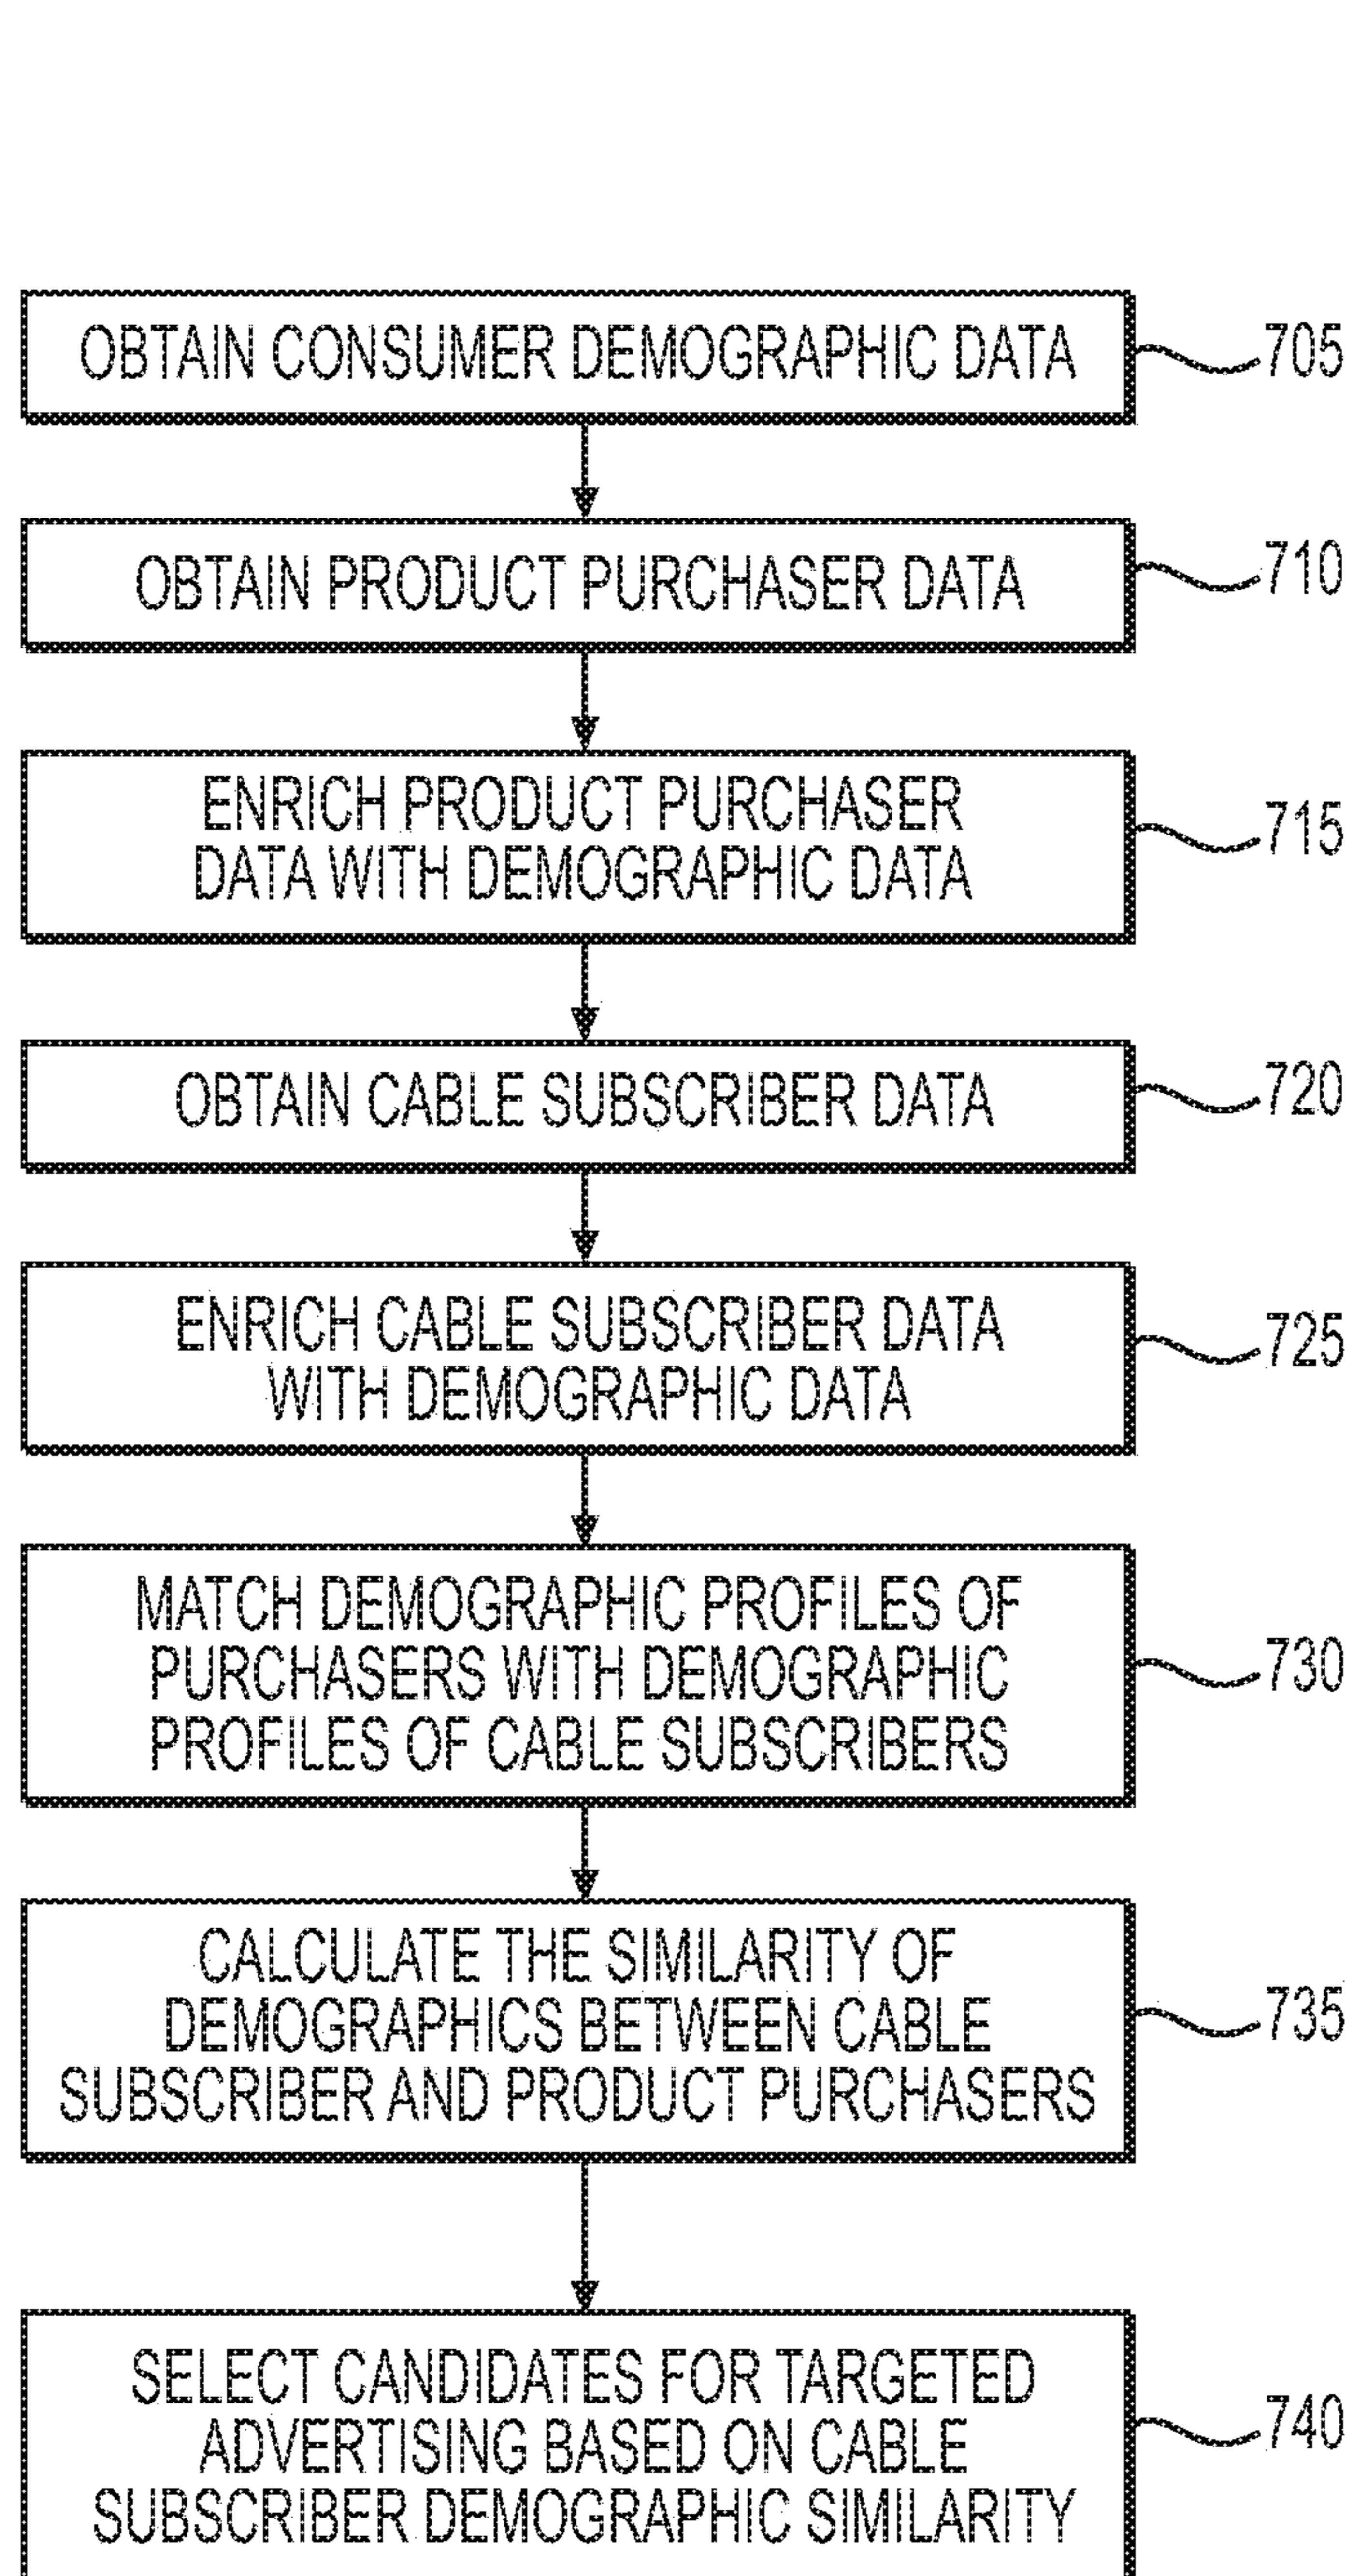 OBTAIN CONSUMER DEMOGRAPHIC DATA
705
OBTAIN PRODUCT PURCHASER DATA
710
ENRICH PRODUCT PURCHASER
DATA WITH DEMOGRAPHIC DATA
715
OBTAIN CABLE SUBSCRIBER DATA
720
ENRICH CABLE SUBSCRIBER DATA
WITH DEMOGRAPHIC DATA
725
MATCH DEMOGRAPHIC PROFILES OF
PURCHASERS WITH DEMOGRAPHIC
PROFILES OF CABLE SUBSCRIBERS
730
CALCULATE THE SIMILARITY OF
DEMOGRAPHICS BETWEEN CABLE
SUBSCRIBER AND PRODUCT PURCHASERS
735
SELECT CANDIDATES FOR TARGETED
ADVERTISING BASED ON CABLE
SUBSCRIBER DEMOGRAPHIC SIMILARITY
740